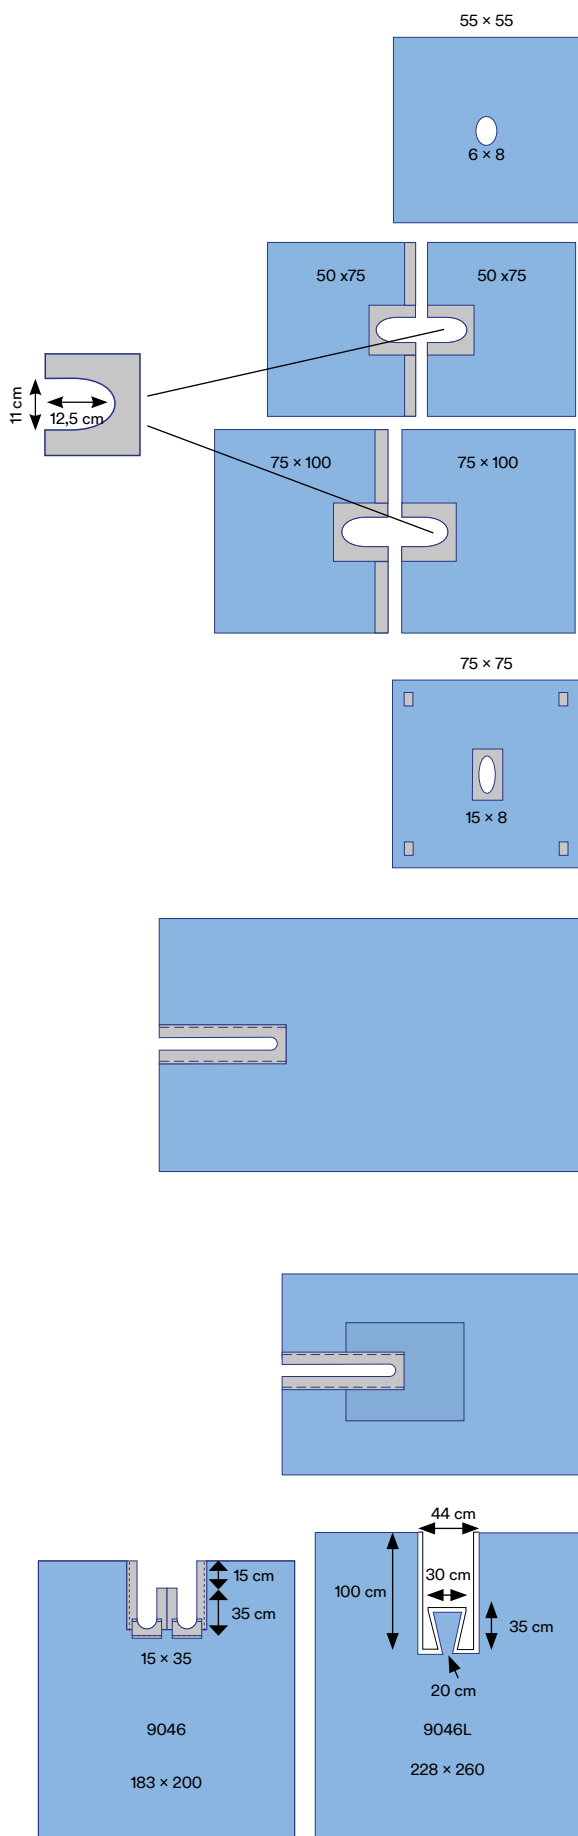 55 × 55
6 × 8
50 x75
50 x75
11 cm
12,5 cm
75 × 100
75 × 100
75 × 75
15 × 8
44 cm
15 cm
30 cm
100 cm
35 cm
35 cm
15 × 35
20 cm
9046
9046L
183 × 200
228 × 260